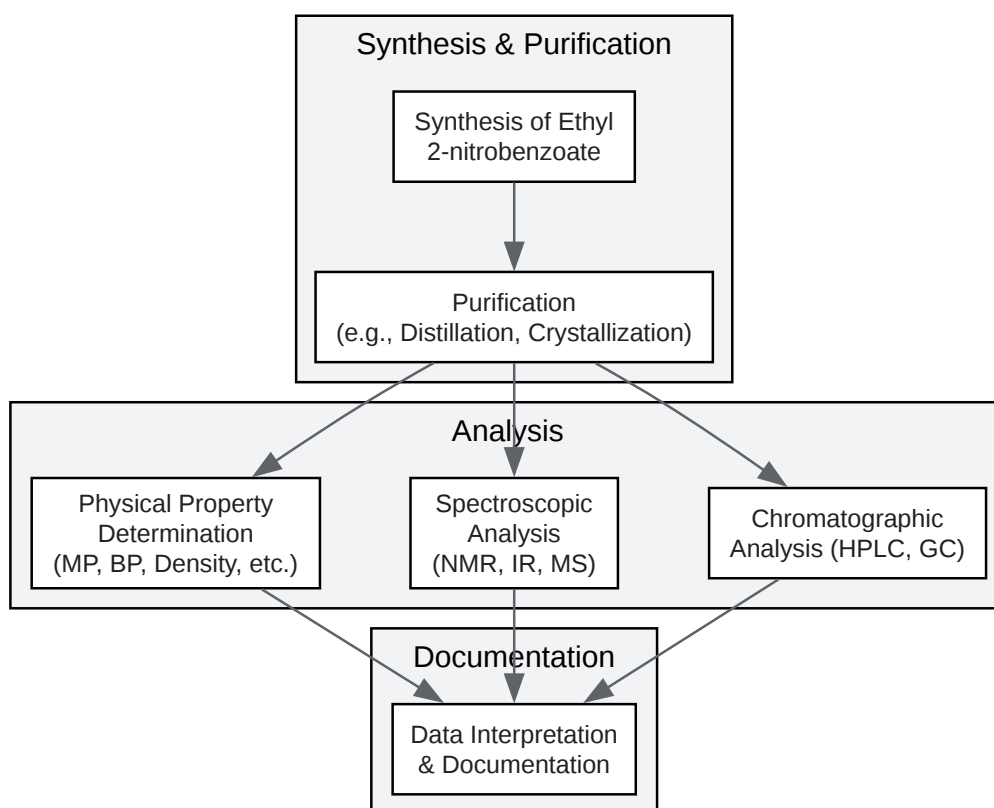 Synthesis & Purification
Synthesis of Ethyl
2-nitrobenzoate
Purification
(e.g., Distillation, Crystallization)
Analysis
Physical Property
Determination
(MP, BP, Density, etc.)
Spectroscopic
Analysis
(NMR, IR, MS)
Chromatographic
Analysis (HPLC, GC)
Documentation
Data Interpretation
& Documentation